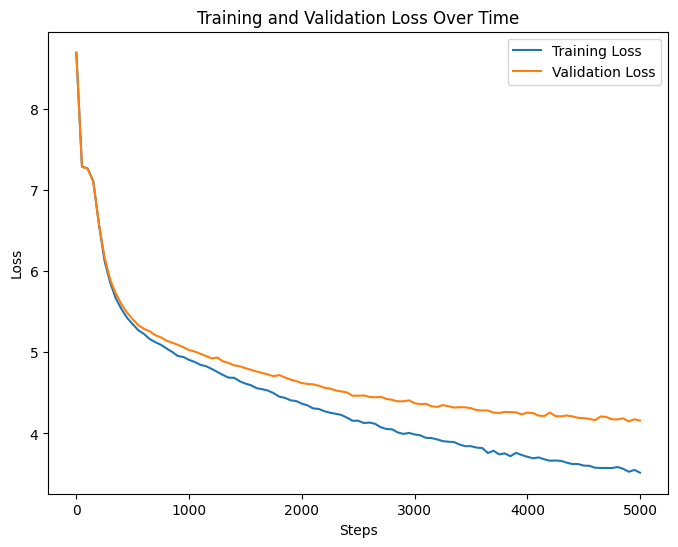 Training and Validation Loss Over Time
Training Loss
Validation Loss
8
7
6
5
4
Loss
0
1000
2000
3000
4000
5000
Steps